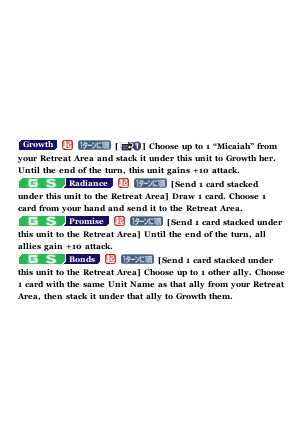 Growth 起 1ターンに1回 [1] Choose up to 1 “Micaiah” from
your Retreat Area and stack it under this unit to Growth her.
Until the end of the turn, this unit gains +10 attack.
G S Radiance 起 1ターンに1回 [Send 1 card stacked
under this unit to the Retreat Area] Draw 1 card. Choose 1
card from your hand and send it to the Retreat Area.
G S Promise 起 1ターンに1回 [Send 1 card stacked under
this unit to the Retreat Area] Until the end of the turn, all
allies gain +10 attack.
G S Bonds 起 1ターンに1回 [Send 1 card stacked under
this unit to the Retreat Area] Choose up to 1 other ally. Choose
1 card with the same Unit Name as that ally from your Retreat
Area, then stack it under that ally to Growth them.